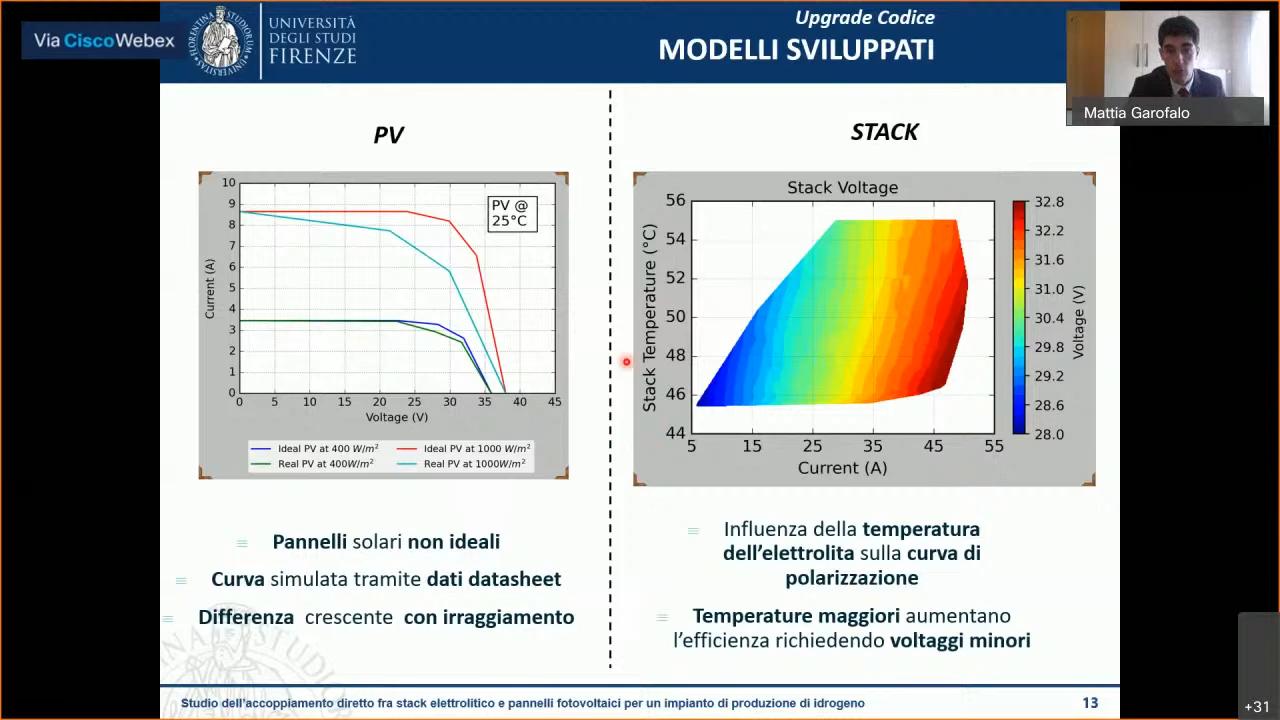 Via Cisco Webex
UNIVERSITÀ
DEGLI STUDI
FIRENZE
Upgrade Codice
MODELLI SVILUPPATI
Mattia Garofalo
PV
STACK
10
9
8
7
6
5
4
3
2
1
0
Current (A)
PV @
25°C
0 5 10 15 20 25 30 35 40 45
Voltage (V)
Ideal PV at 400 W/m²
Ideal PV at 1000 W/m²
Real PV at 400W/m²
Real PV at 1000W/m²
Stack Voltage
56
54
52
50
48
46
44
Stack Temperature (°C)
5 15 25 35 45 55
Current (A)
32.8
32.2
31.6
31.0
30.4
29.8
29.2
28.6
28.0
Voltage (V)
Pannelli solari non ideali
Curva simulata tramite dati datasheet
Differenza crescente con irraggiamento
Influenza della temperatura
dell'elettrolita sulla curva di
polarizzazione
Temperature maggiori aumentano
l'efficienza richiedendo voltaggi minori
Studio dell'accoppiamento diretto fra stack elettrolitico e pannelli fotovoltaici per un impianto di produzione di idrogeno
13
+31